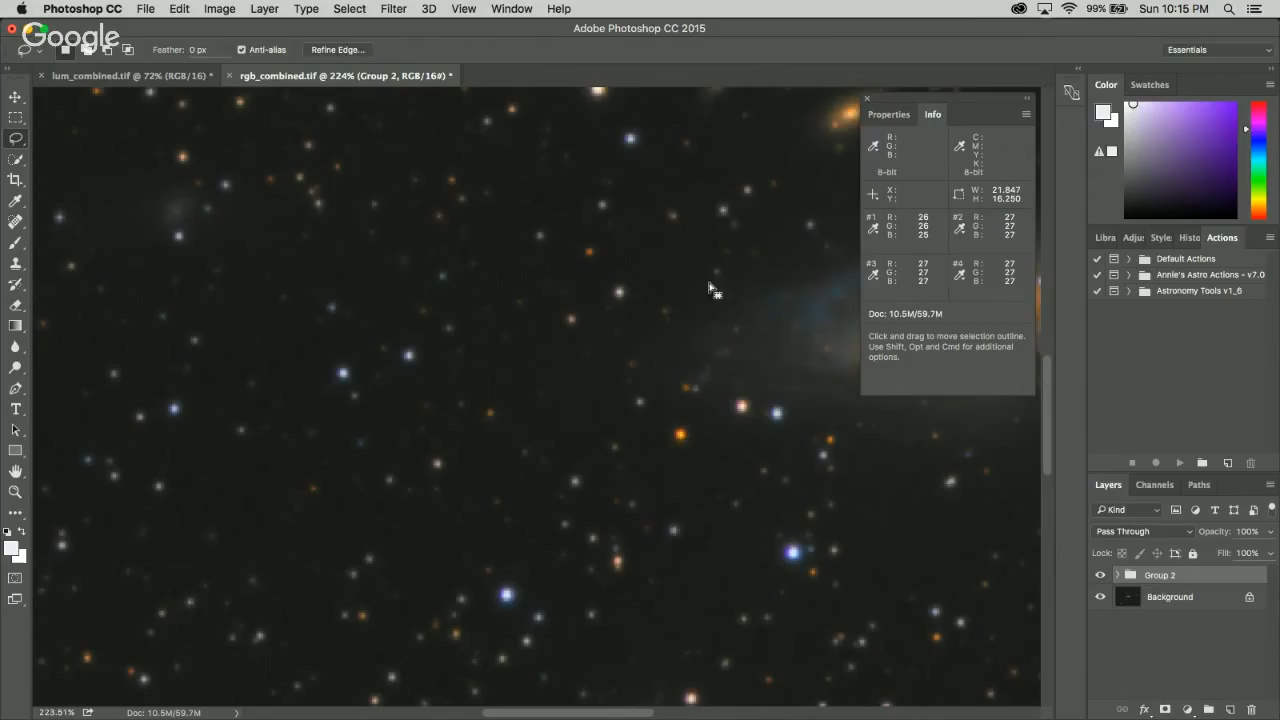 Photoshop CC File Edit Image Layer Type Select Filter 3D View Window Help 99% Sun 10:15 PM
Adobe Photoshop CC 2015
Google
Feather: 0 px Anti-alias Refine Edge... Essentials
lum_combined.tif @ 72% (RGB/16) * rgb_combined.tif @ 224% (Group 2, RGB/16#) *
Properties Info
R: C:
G: M:
B: Y:
K:
8-bit 8-bit
X: W: 21.847
Y: H: 16.250
#1 R: 26 #2 R: 27
G: 26 G: 27
B: 25 B: 27
#3 R: 27 #4 R: 27
G: 27 G: 27
B: 27 B: 27
Doc: 10.5M/59.7M
Click and drag to move selection outline.
Use Shift, Opt and Cmd for additional
options.
Color Swatches
Libra Adju Style Histo Actions
Default Actions
Annie's Astro Actions - v7.0
Astronomy Tools v1_6
Layers Channels Paths
Kind
Pass Through Opacity: 100%
Lock: Fill: 100%
Group 2
Background
223.51% Doc: 10.5M/59.7M